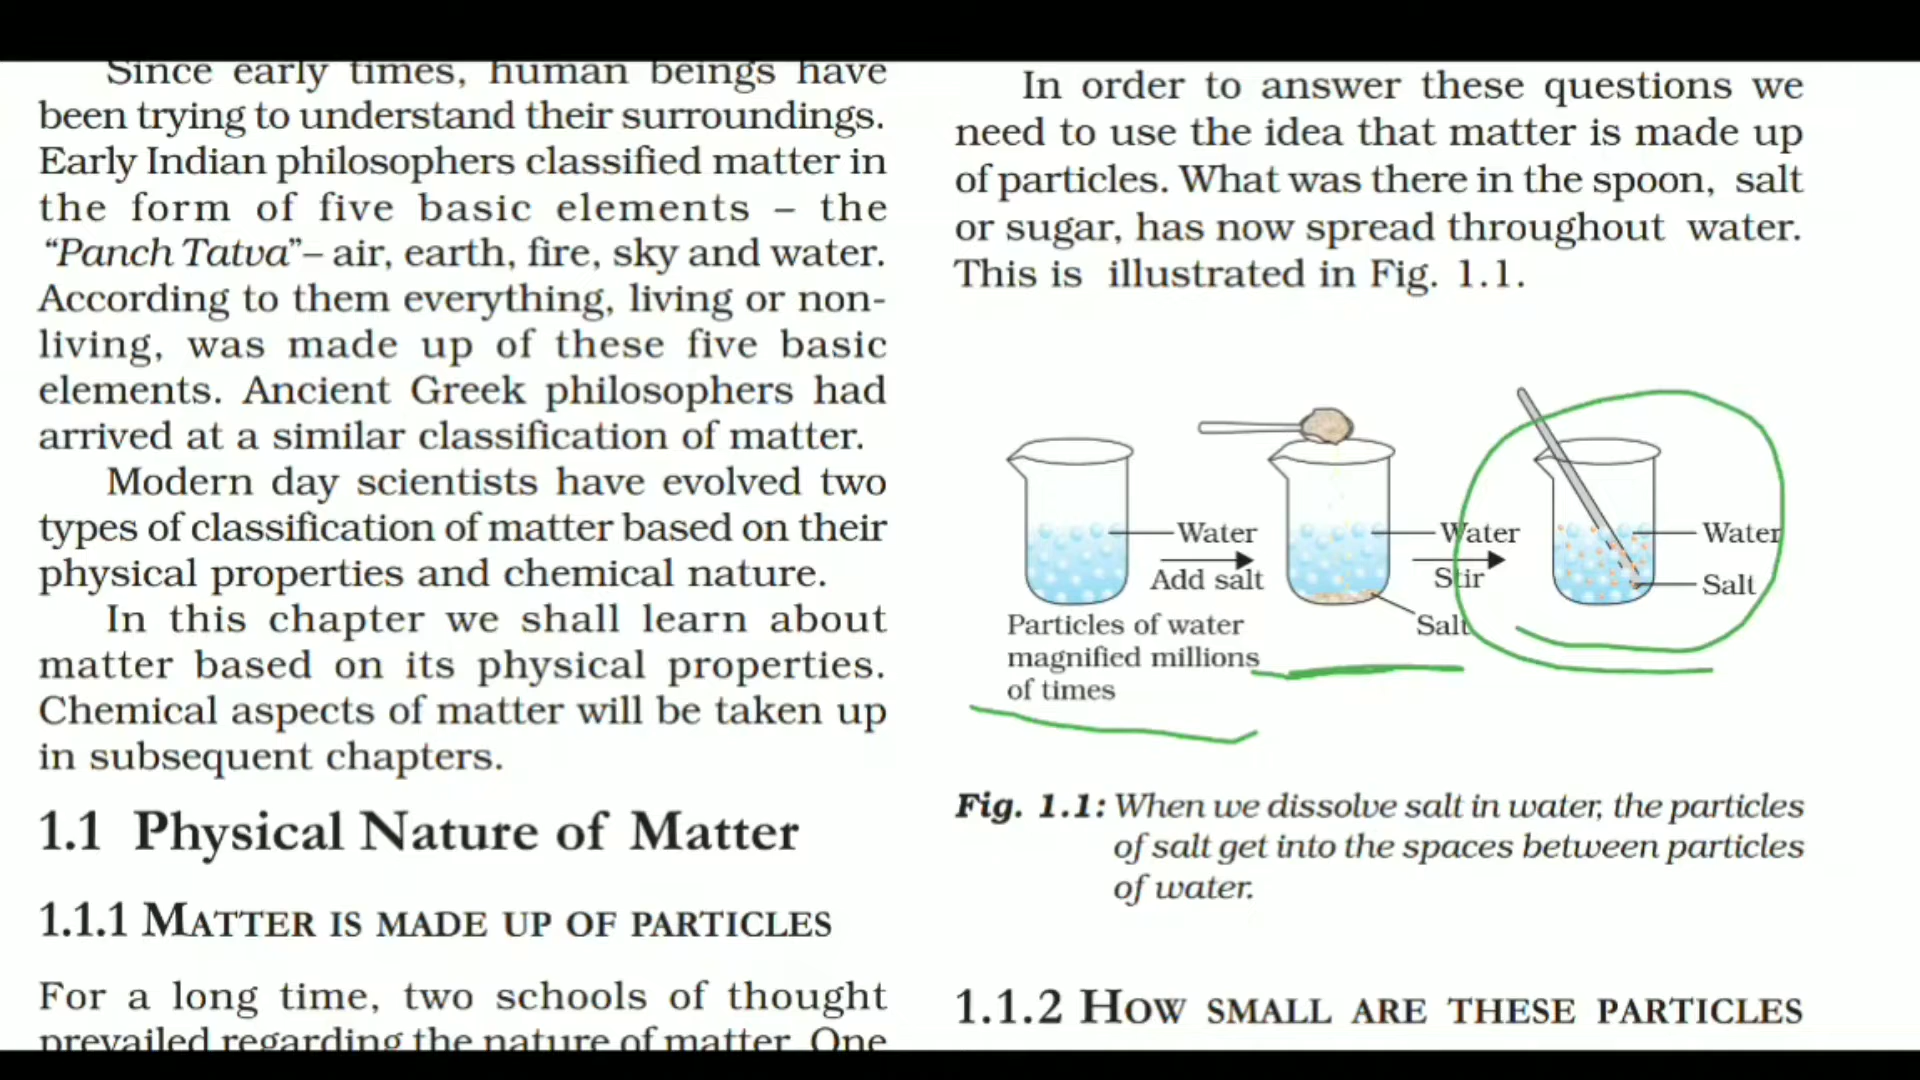 Since early times, human beings have
been trying to understand their surroundings.
Early Indian philosophers classified matter in
the form of five basic elements – the
“Panch Tatva”– air, earth, fire, sky and water.
According to them everything, living or non-
living, was made up of these five basic
elements. Ancient Greek philosophers had
arrived at a similar classification of matter.
Modern day scientists have evolved two
types of classification of matter based on their
physical properties and chemical nature.
In this chapter we shall learn about
matter based on its physical properties.
Chemical aspects of matter will be taken up
in subsequent chapters.
1.1 Physical Nature of Matter
1.1.1 MATTER IS MADE UP OF PARTICLES
For a long time, two schools of thought
prevailed regarding the nature of matter. One
In order to answer these questions we
need to use the idea that matter is made up
of particles. What was there in the spoon, salt
or sugar, has now spread throughout water.
This is illustrated in Fig. 1.1.
Water
Add salt
Particles of water
magnified millions
of times
Water
Stir
Salt
Water
Salt
Fig. 1.1: When we dissolve salt in water, the particles
of salt get into the spaces between particles
of water.
1.1.2 HOW SMALL ARE THESE PARTICLES